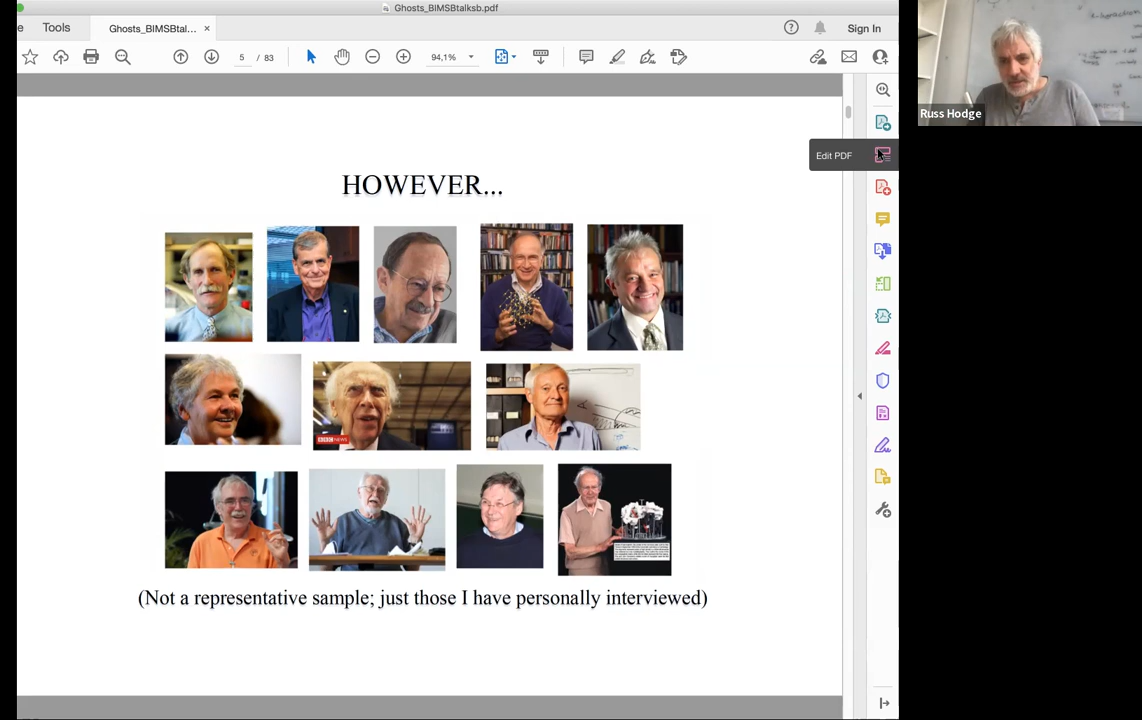 Ghosts_BIMSBtalksb.pdf
e Tools Ghosts_BIMSBtal... × Sign In
5 / 83 94,1%
Edit PDF
HOWEVER...
BBC NEWS
(Not a representative sample; just those I have personally interviewed)
Russ Hodge